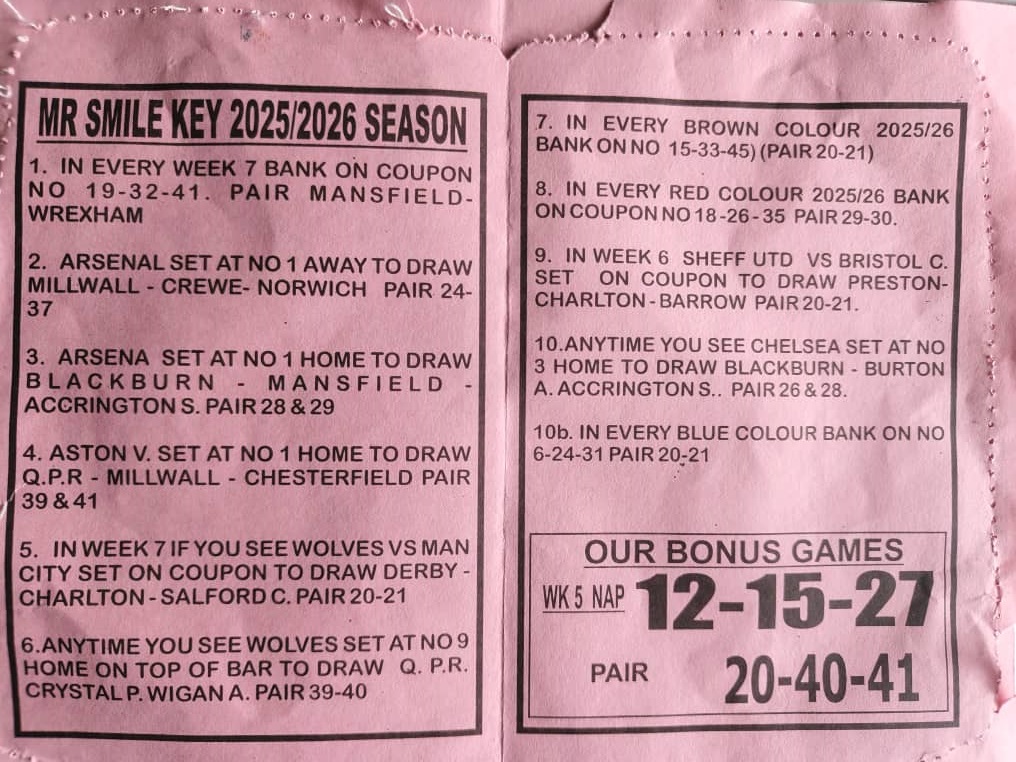 MR SMILE KEY 2025/2026 SEASON
1. IN EVERY WEEK 7 BANK ON COUPON
NO 19-32-41. PAIR MANSFIELD-
WREXHAM
2. ARSENAL SET AT NO 1 AWAY TO DRAW
MILLWALL - CREWE- NORWICH PAIR 24-
37
3. ARSENA SET AT NO 1 HOME TO DRAW
BLACKBURN - MANSFIELD -
ACCRINGTON S. PAIR 28 & 29
4. ASTON V. SET AT NO 1 HOME TO DRAW
Q.P.R - MILLWALL - CHESTERFIELD PAIR
39 & 41
5. IN WEEK 7 IF YOU SEE WOLVES VS MAN
CITY SET ON COUPON TO DRAW DERBY -
CHARLTON - SALFORD C. PAIR 20-21
6.ANYTIME YOU SEE WOLVES SET AT NO 9
HOME ON TOP OF BAR TO DRAW Q. P.R.
CRYSTAL P. WIGAN A. PAIR 39-40
7. IN EVERY BROWN COLOUR 2025/26
BANK ON NO 15-33-45) (PAIR 20-21)
8. IN EVERY RED COLOUR 2025/26 BANK
ON COUPON NO 18 -26 - 35 PAIR 29-30.
9. IN WEEK 6 SHEFF UTD VS BRISTOL C.
SET ON COUPON TO DRAW PRESTON-
CHARLTON - BARROW PAIR 20-21.
10.ANYTIME YOU SEE CHELSEA SET AT NO
3 HOME TO DRAW BLACKBURN - BURTON
A. ACCRINGTON S.. PAIR 26 & 28.
10b. IN EVERY BLUE COLOUR BANK ON NO
6-24-31 PAIR 20-21
OUR BONUS GAMES
WK 5 NAP 12-15-27
PAIR 20-40-41